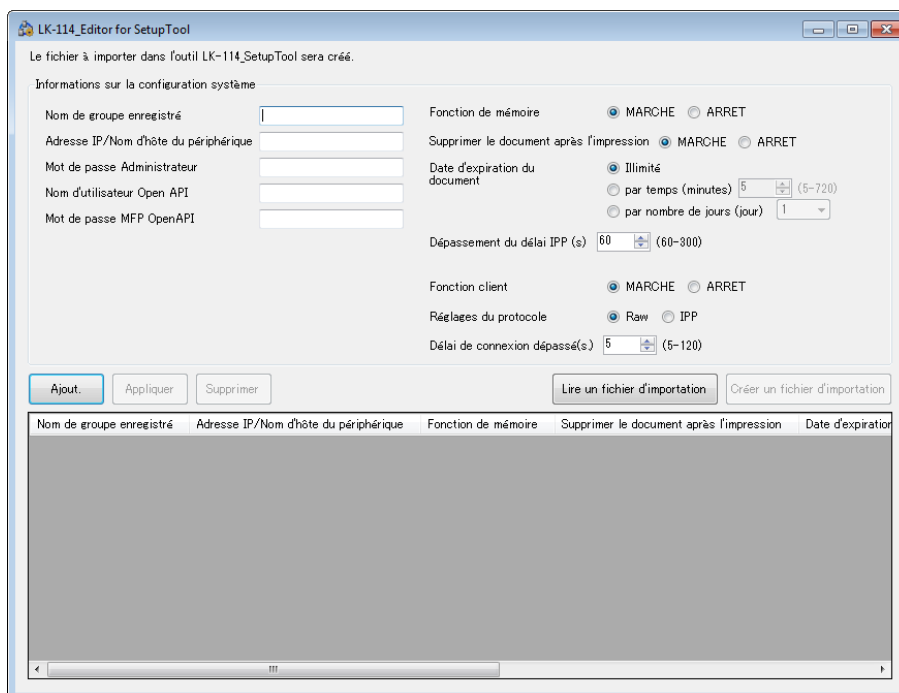 LK-114_Editor for SetupTool
Le fichier à importer dans l'outil LK-114_SetupTool sera créé.
Informations sur la configuration système
Nom de groupe enregistré
Adresse IP/Nom d'hôte du périphérique
Mot de passe Administrateur
Nom d'utilisateur Open API
Mot de passe MFP OpenAPI
Fonction de mémoire MARCHE ARRET
Supprimer le document après l'impression MARCHE ARRET
Date d'expiration du document Illimité
par temps (minutes) 5 (5-720)
par nombre de jours (jour) 1
Dépassement du délai IPP (s) 60 (60-300)
Fonction client MARCHE ARRET
Réglages du protocole Raw IPP
Délai de connexion dépassé(s) 5 (5-120)
Ajout. Appliquer Supprimer Lire un fichier d'importation Créer un fichier d'importation
Nom de groupe enregistré Adresse IP/Nom d'hôte du périphérique Fonction de mémoire Supprimer le document après l'impression Date d'expiration